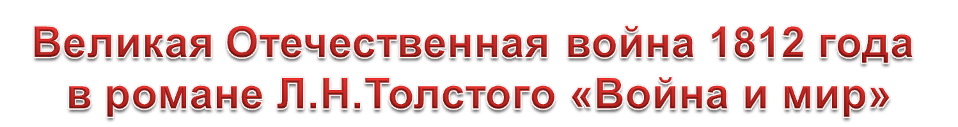 Великая Отечественная война 1812 года
в романе Л.Н.Толстого «Война и мир»